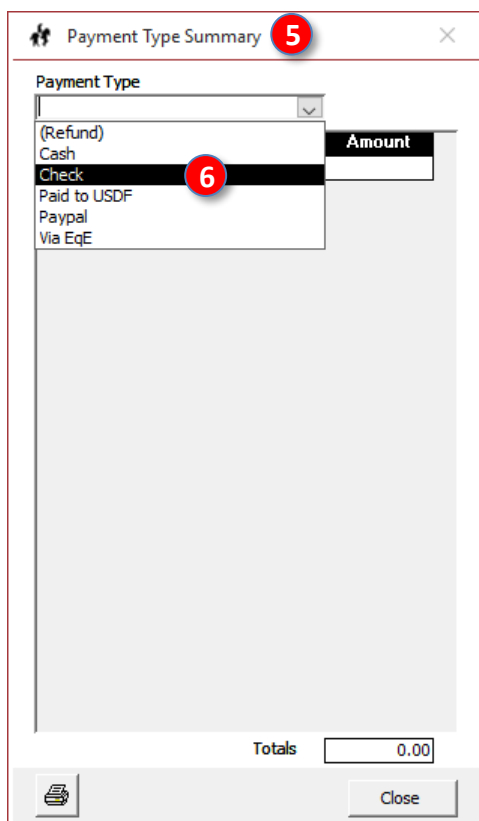 Payment Type Summary 5
Payment Type
(Refund)
Cash
Check 6
Paid to USDF
Paypal
Via EqE
Amount
Totals 0.00
Close